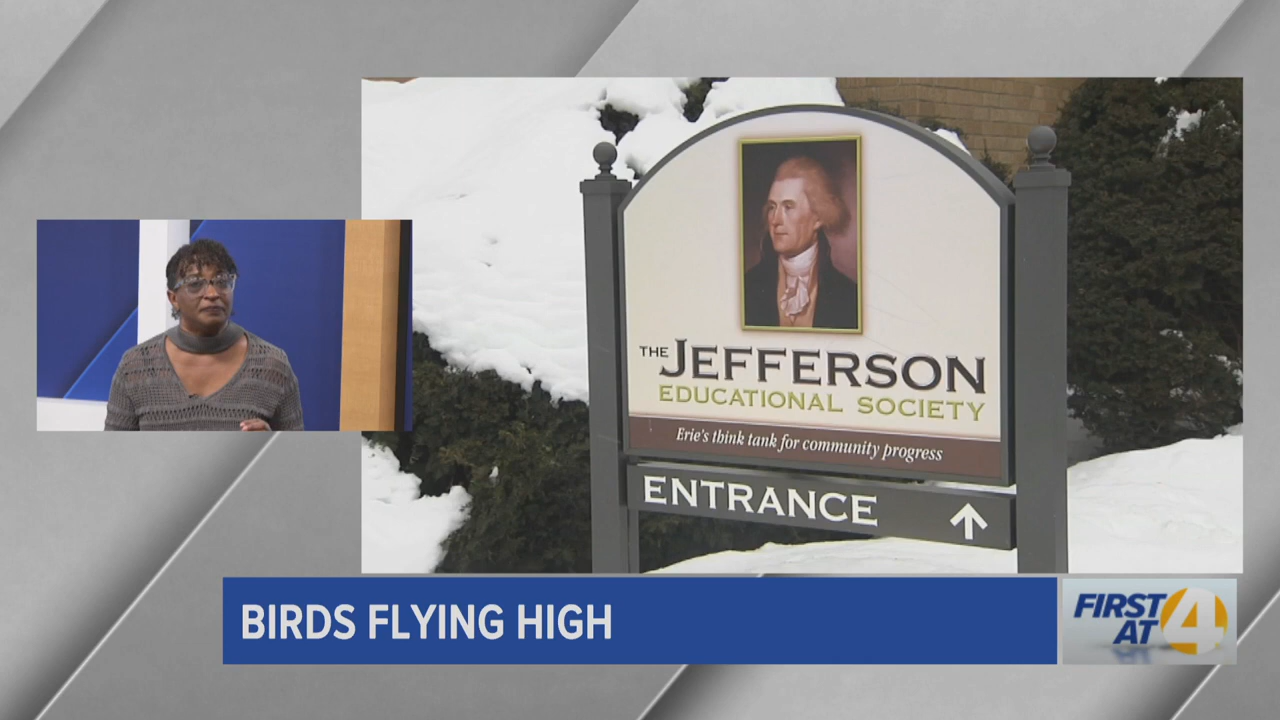 THE JEFFERSON
EDUCATIONAL SOCIETY
Erie's think tank for community progress
ENTRANCE
BIRDS FLYING HIGH
FIRST
AT 4